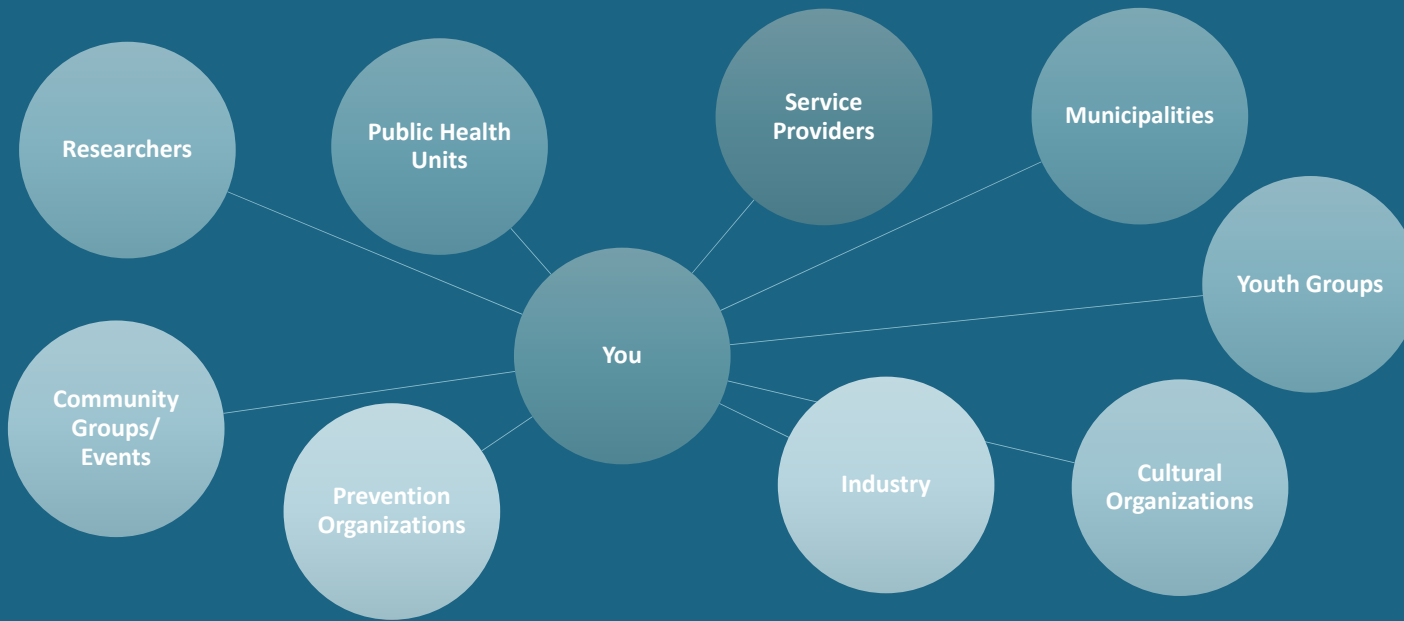 Researchers
Public Health
Units
Service
Providers
Municipalities
Youth Groups
You
Community
Groups/
Events
Prevention
Organizations
Industry
Cultural
Organizations